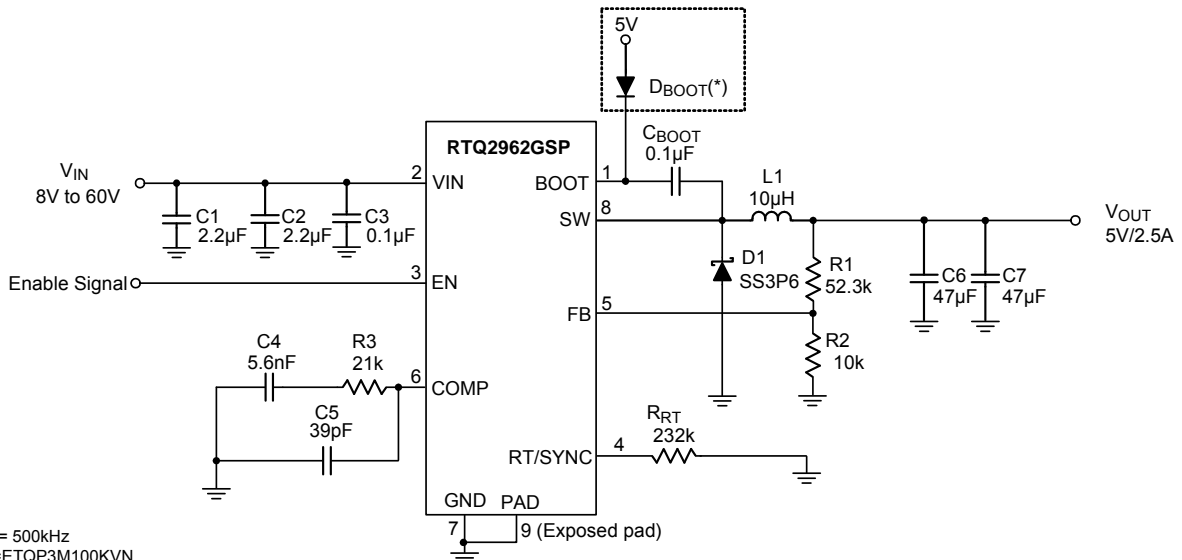 5V
DBOOT(*)
CBOOT
0.1µF
RTQ2962GSP
VIN
8V to 60V
2
VIN
BOOT
1
L1
10µH
C1
2.2µF
C2
2.2µF
C3
0.1µF
SW
8
VOUT
5V/2.5A
D1
SS3P6
R1
52.3k
C6
47µF
C7
47µF
Enable Signal
3
EN
FB
5
R2
10k
C4
5.6nF
R3
21k
6
COMP
C5
39pF
RRT
232k
RT/SYNC
4
GND
PAD
7
9 (Exposed pad)
= 500kHz